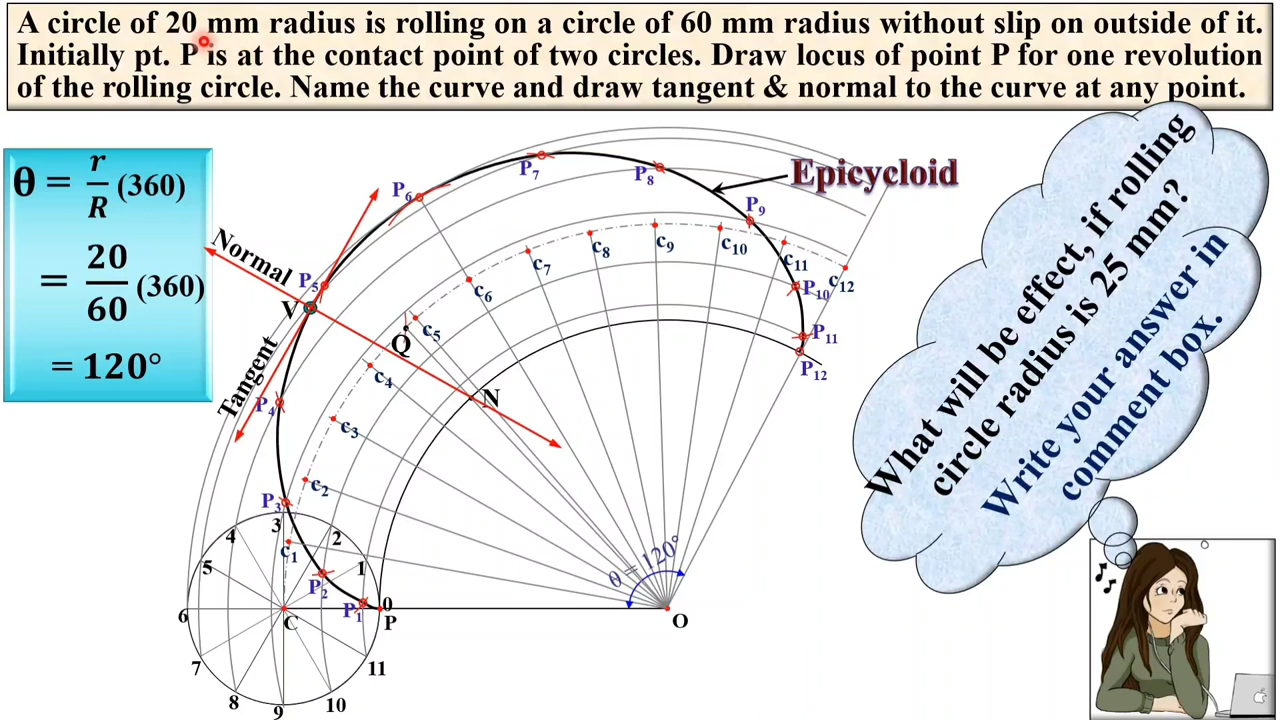 A circle of 20 mm radius is rolling on a circle of 60 mm radius without slip on outside of it.
Initially pt. P is at the contact point of two circles. Draw locus of point P for one revolution
of the rolling circle. Name the curve and draw tangent & normal to the curve at any point.
θ = r/R (360)
= 20/60 (360)
= 120°
Normal
Tangent
Epicycloid
What will be effect, if rolling
circle radius is 25 mm?
Write your answer in
comment box.
P₇
P₈
P₆
P₉
P₅
V
P₁₀
P₄
P₁₁
P₁₂
P₃
P₂
P₁
c₈
c₉
c₁₀
c₇
c₁₁
c₁₂
c₆
c₅
Q
c₄
N
c₃
c₂
c₁
θ = 120°
3
4
2
5
1
0
6
C
P
O
7
11
8
10
9